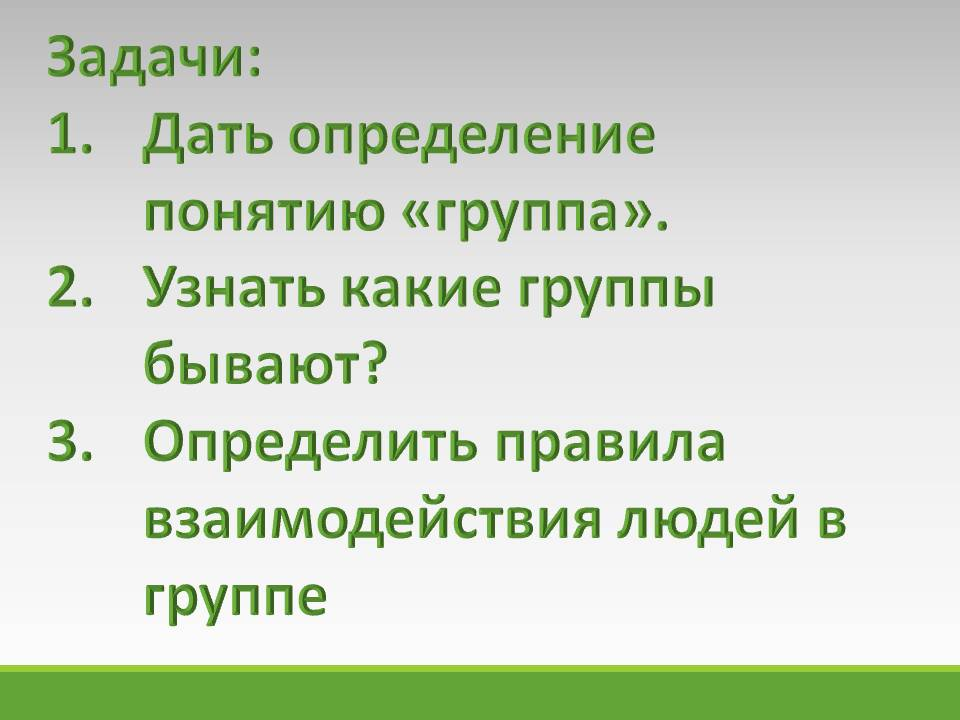 Задачи:
1. Дать определение
понятию «группа».
2. Узнать какие группы
бывают?
3. Определить правила
взаимодействия людей в
группе